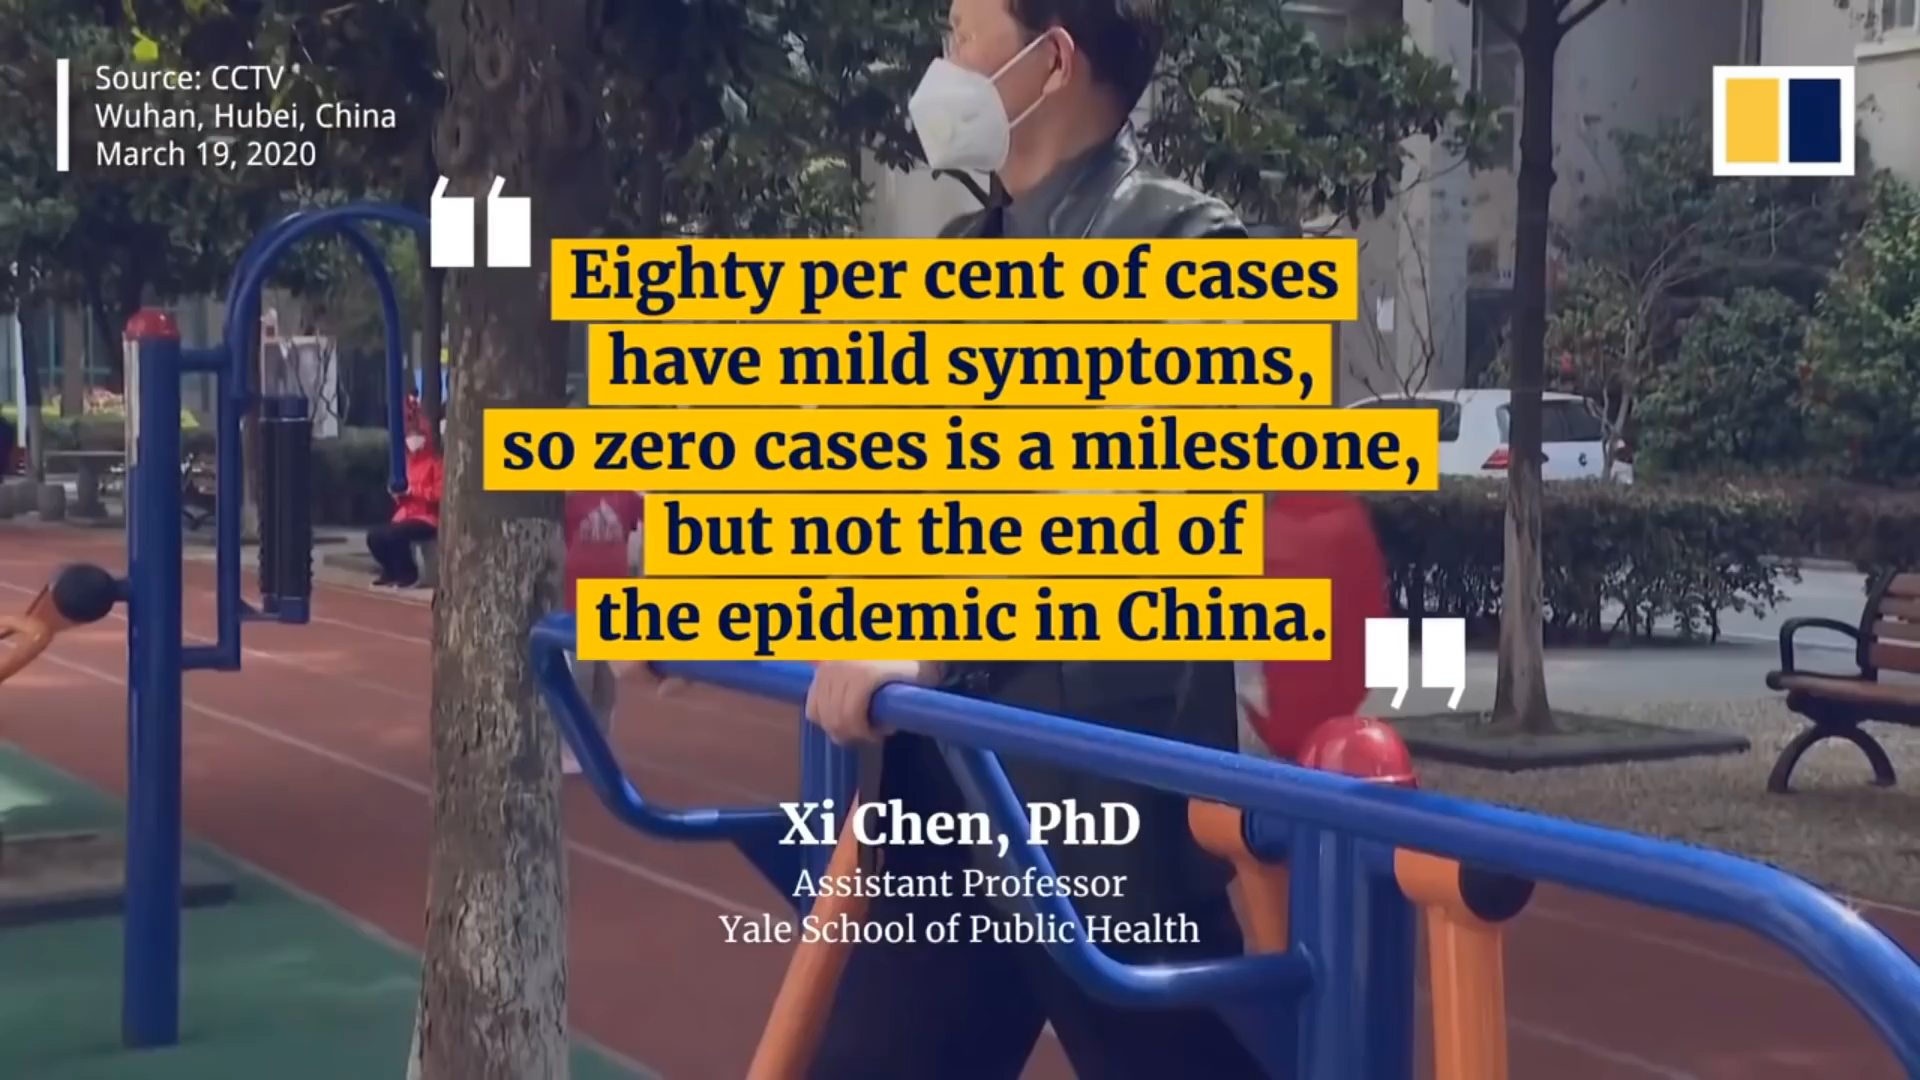 Source: CCTV
Wuhan, Hubei, China
March 19, 2020
“Eighty per cent of cases
have mild symptoms,
so zero cases is a milestone,
but not the end of
the epidemic in China.”
Xi Chen, PhD
Assistant Professor
Yale School of Public Health